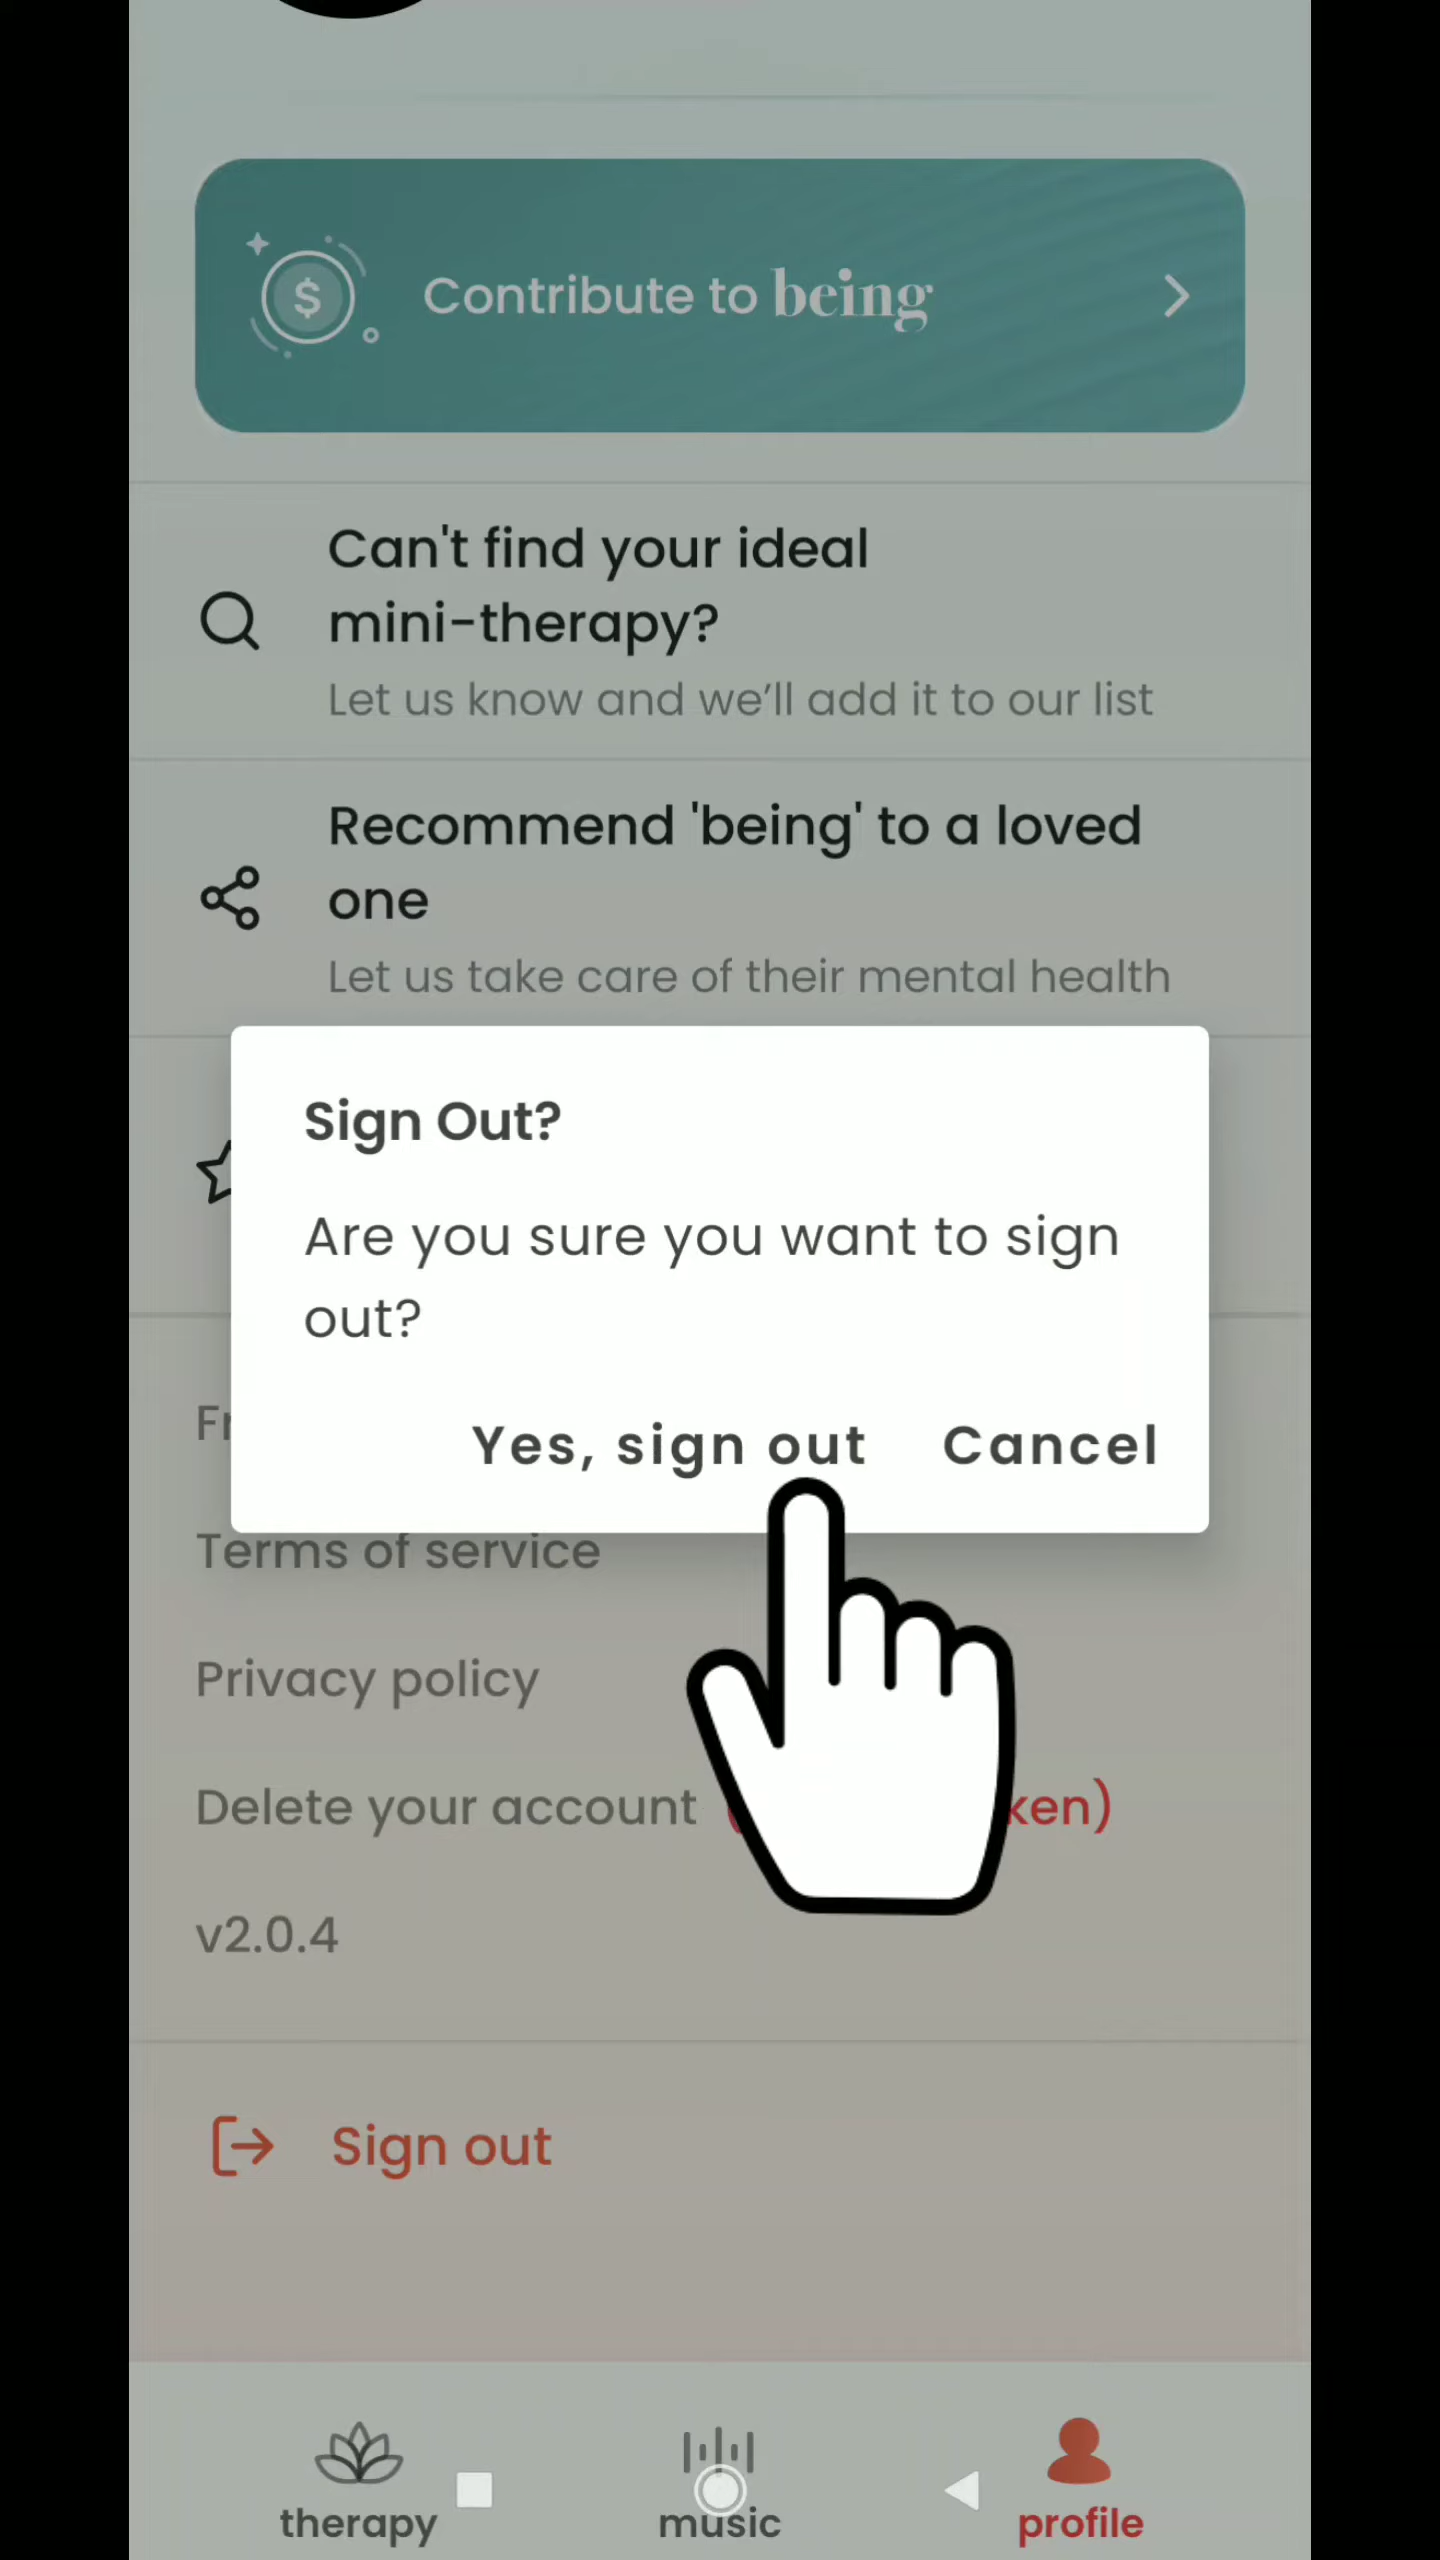 Contribute to being
Can't find your ideal
mini-therapy?
Let us know and we’ll add it to our list
Recommend 'being' to a loved
one
Let us take care of their mental health
Sign Out?
Are you sure you want to sign
out?
Yes, sign out Cancel
Terms of service
Privacy policy
Delete your account
v2.0.4
Sign out
therapy music profile